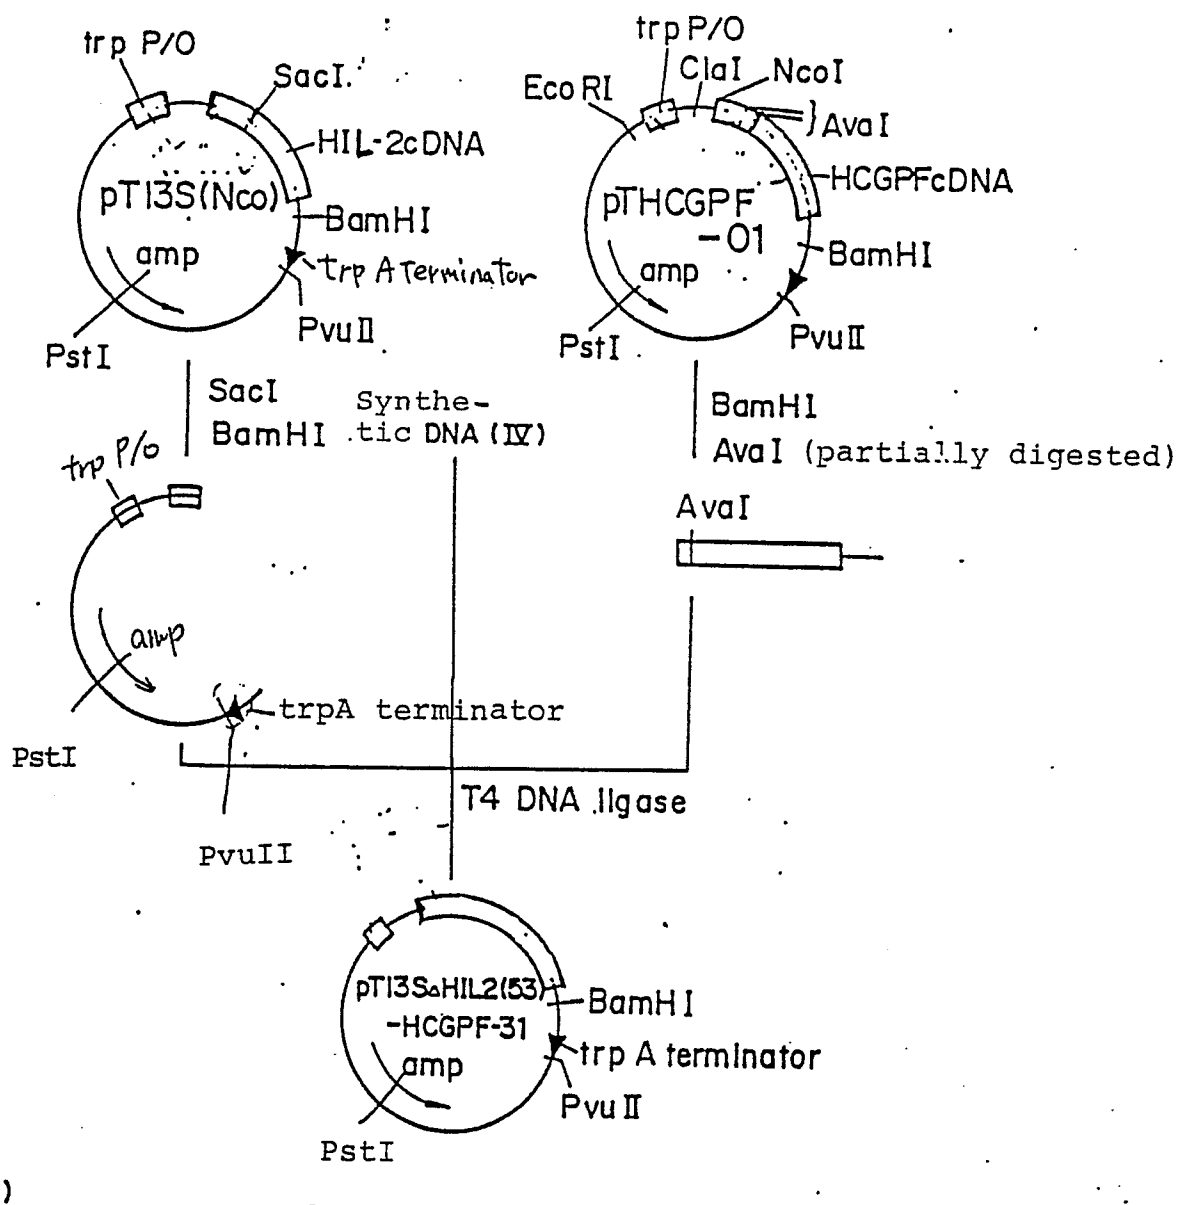 trp P/O
SacI
HIL-2cDNA
pT13S(Nco)
BamHI
amp
trp A Terminator
PvuII
PstI
trp P/O
EcoRI
ClaI
NcoI
AvaI
HCGPFcDNA
pTHCGPF
-01
BamHI
amp
PstI
PvuII
SacI
BamHI
Synthe-
tic DNA (IV)
BamHI
AvaI (partially digested)
trp P/o
AvaI
amp
trpA terminator
PstI
PvuII
T4 DNA ligase
pT13S△HIL2(53)
-HCGPF-31
BamHI
amp
trp A terminator
PvuII
PstI
)